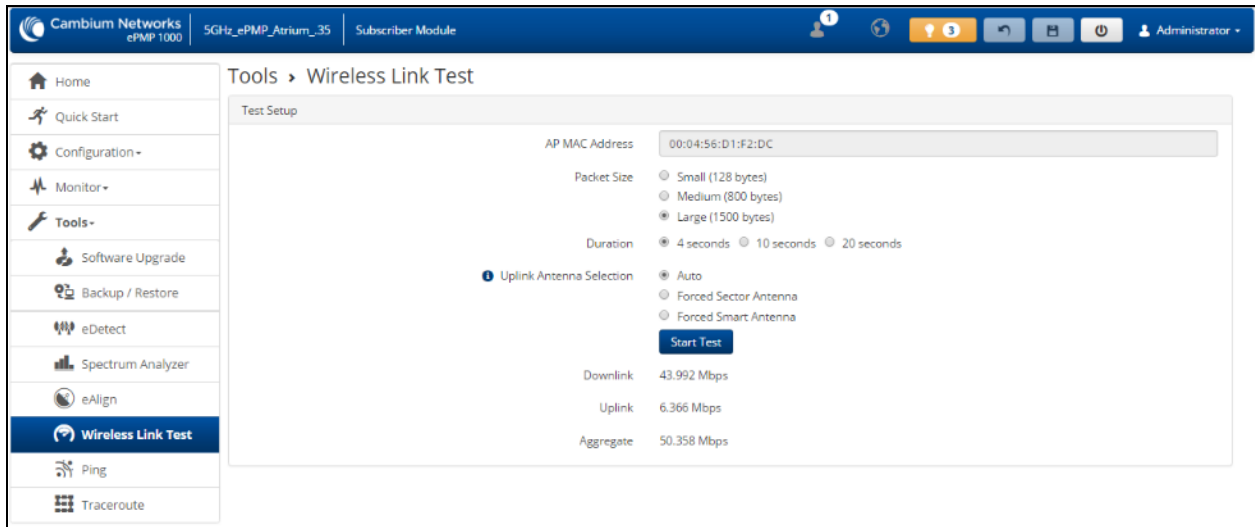 Cambium Networks
ePMP 1000
5GHz_ePMP_Atrium_.35
Subscriber Module
1
3
Administrator
Home
Quick Start
Configuration
Monitor
Tools
Software Upgrade
Backup / Restore
eDetect
Spectrum Analyzer
eAlign
Wireless Link Test
Ping
Traceroute
Tools > Wireless Link Test
Test Setup
AP MAC Address 00:04:56:D1:F2:DC
Packet Size Small (128 bytes)
Medium (800 bytes)
Large (1500 bytes)
Duration 4 seconds 10 seconds 20 seconds
Uplink Antenna Selection Auto
Forced Sector Antenna
Forced Smart Antenna
Start Test
Downlink 43.992 Mbps
Uplink 6.366 Mbps
Aggregate 50.358 Mbps